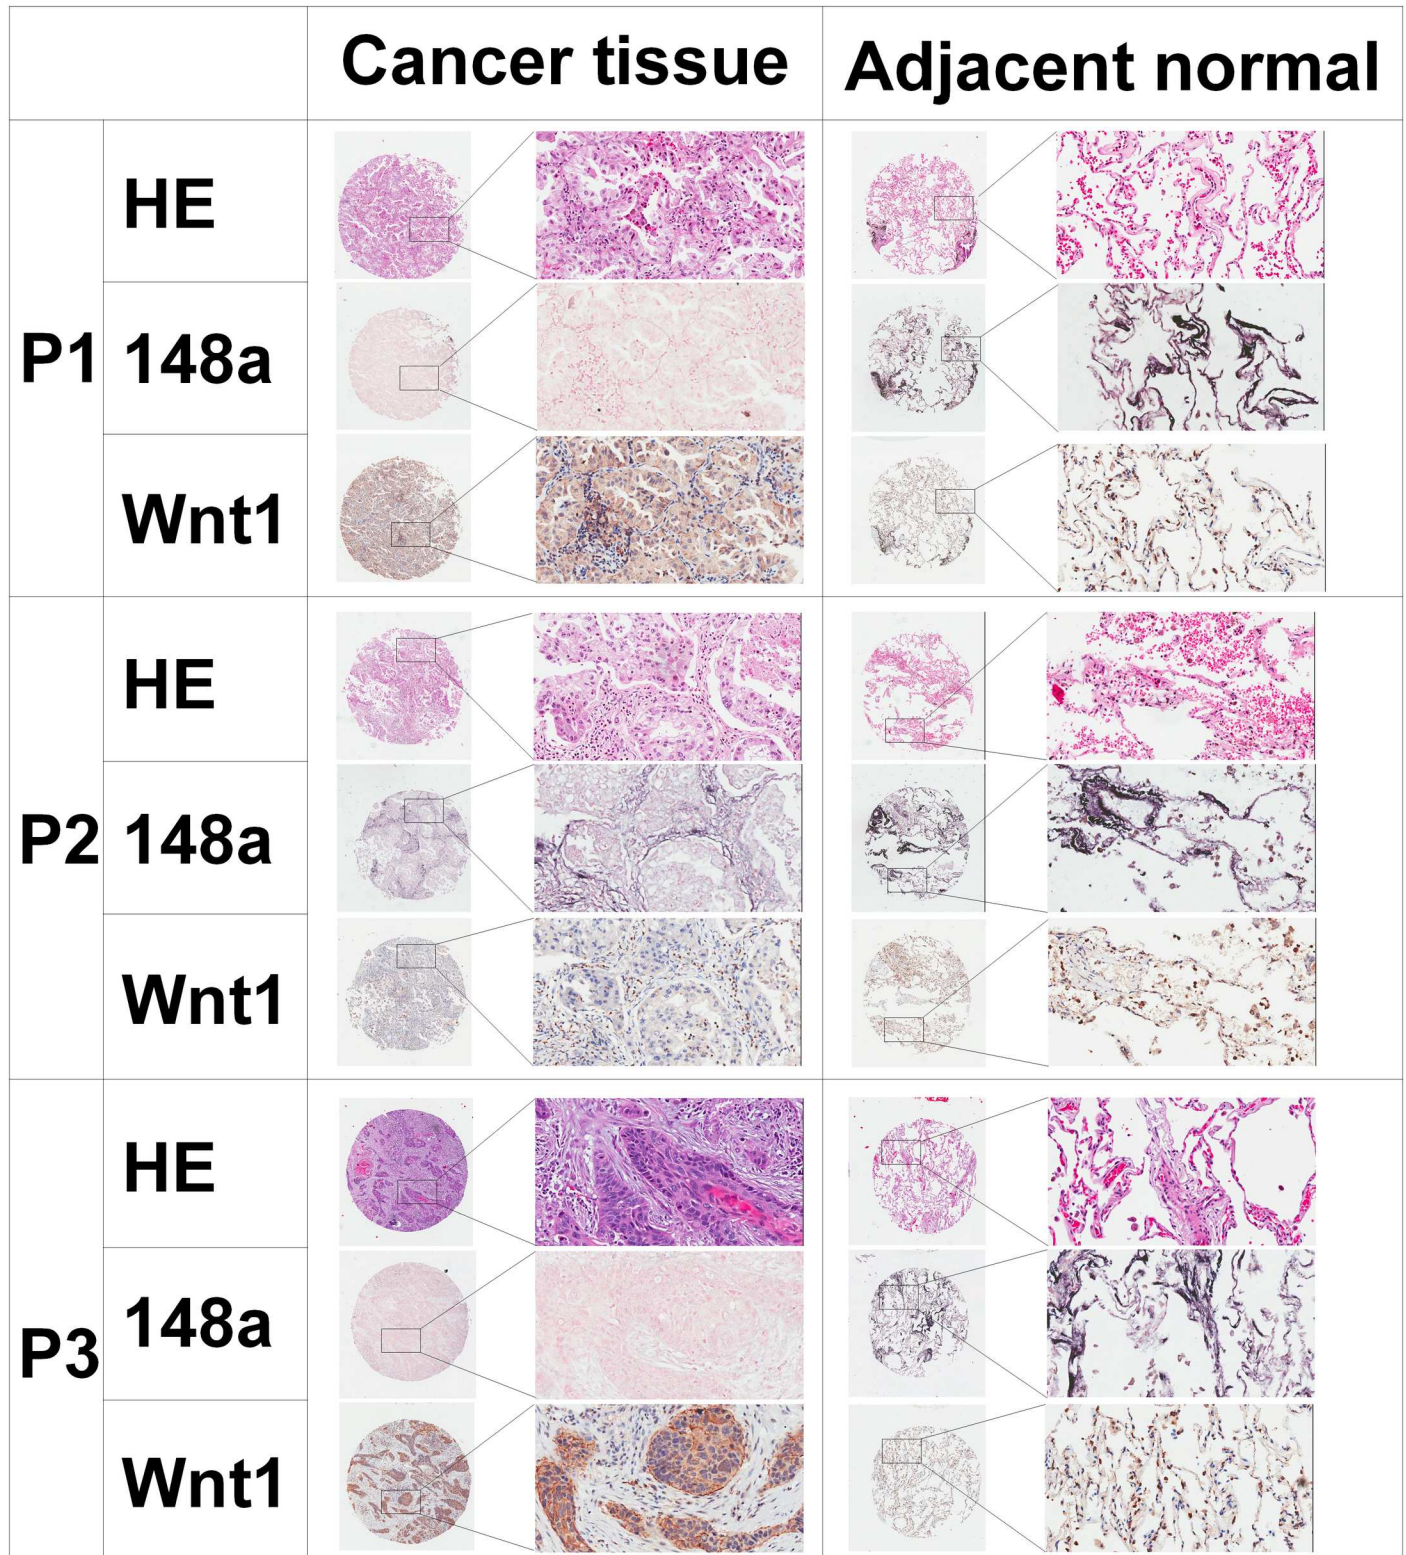 Cancer tissue
Adjacent normal
P1
HE
148a
Wnt1
P2
HE
148a
Wnt1
P3
HE
148a
Wnt1